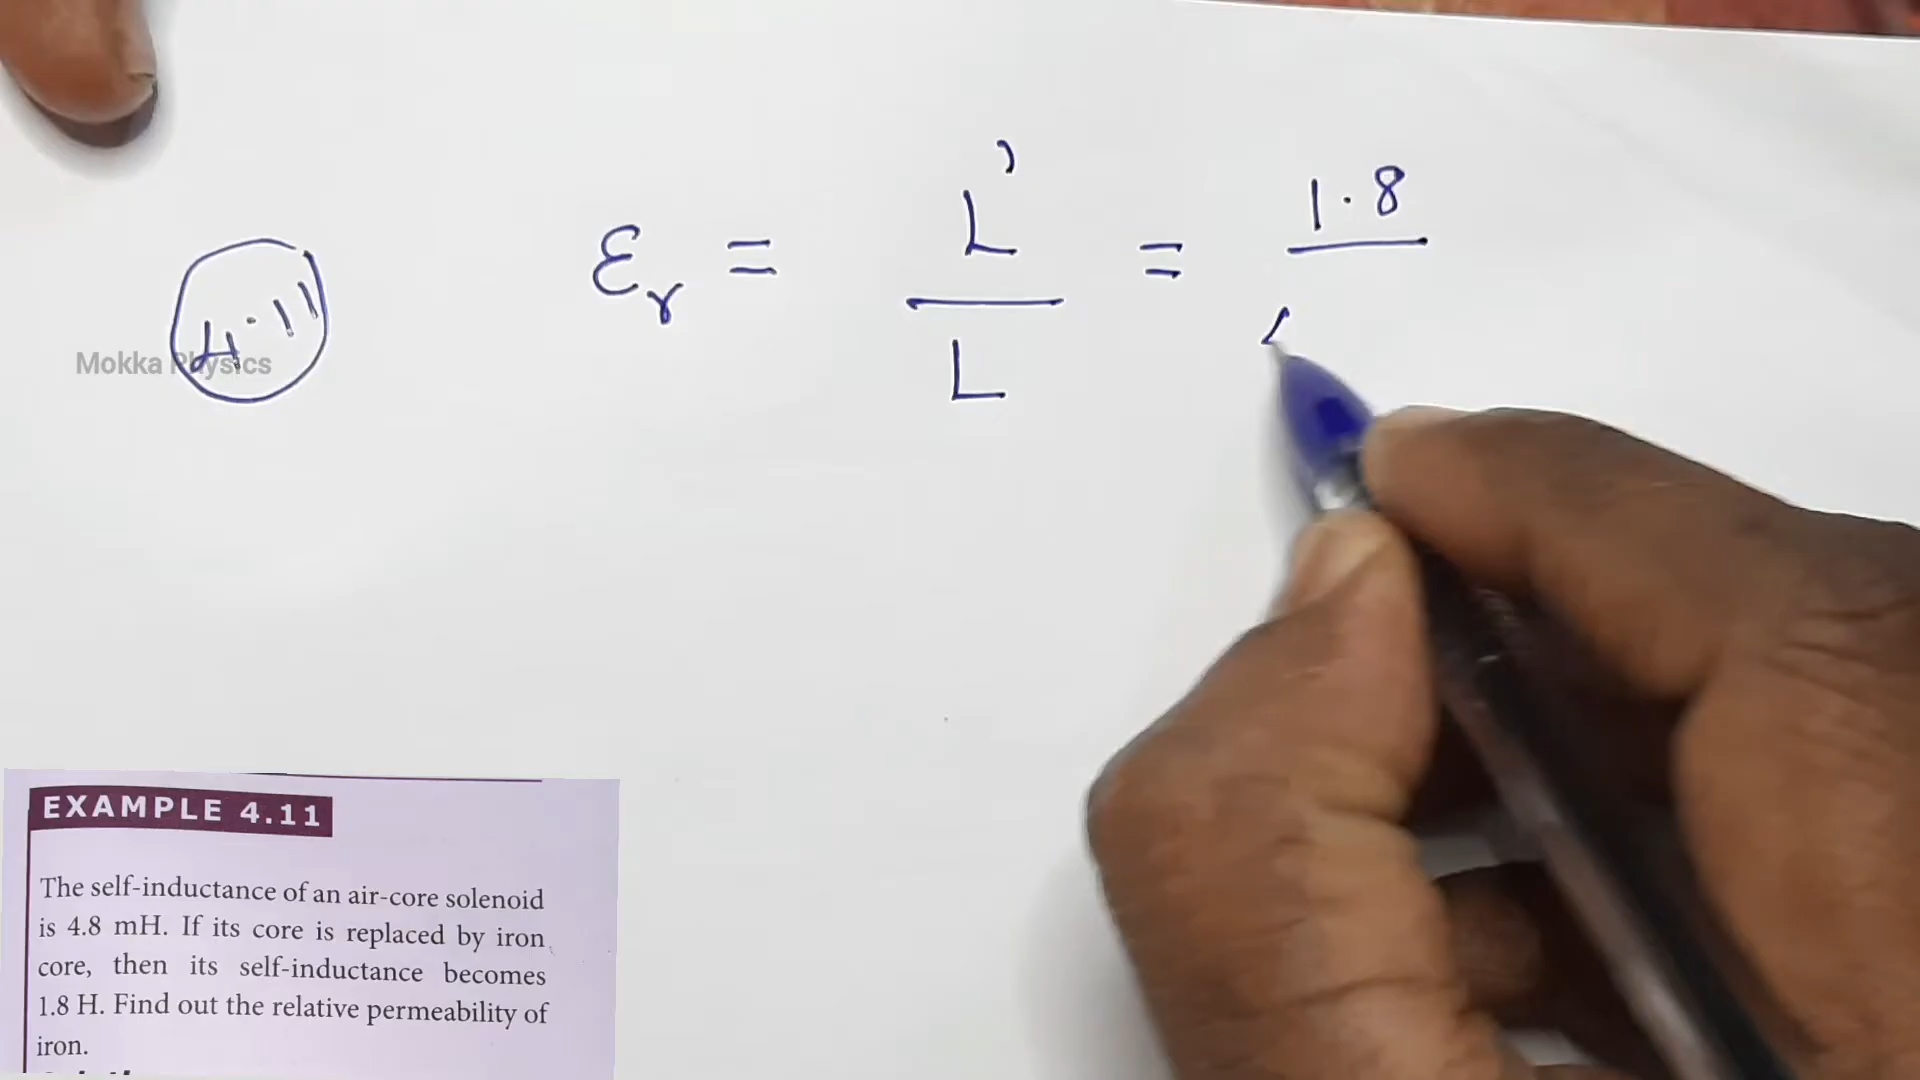 4.11
Mokka Physics
εᵣ = L' / L = 1.8 /
EXAMPLE 4.11
The self-inductance of an air-core solenoid
is 4.8 mH. If its core is replaced by iron
core, then its self-inductance becomes
1.8 H. Find out the relative permeability of
iron.